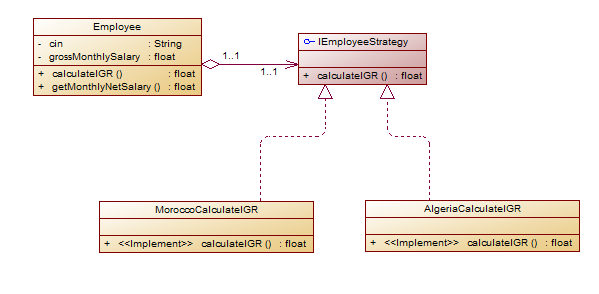 Employee
- cin : String
- grossMonthlySalary : float
+ calculateIGR () : float
+ getMonthlyNetSalary () : float
1..1
1..1
IEmployeeStrategy
+ calculateIGR () : float
MoroccoCalculateIGR
+ <<Implement>> calculateIGR () : float
AlgeriaCalculateIGR
+ <<Implement>> calculateIGR () : float